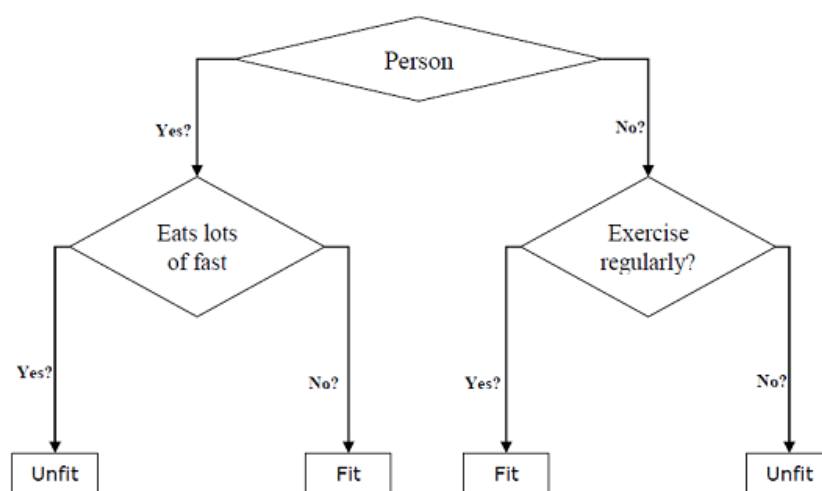 Person
Yes?
No?
Eats lots
of fast
Exercise
regularly?
Yes?
No?
Yes?
No?
Unfit
Fit
Fit
Unfit